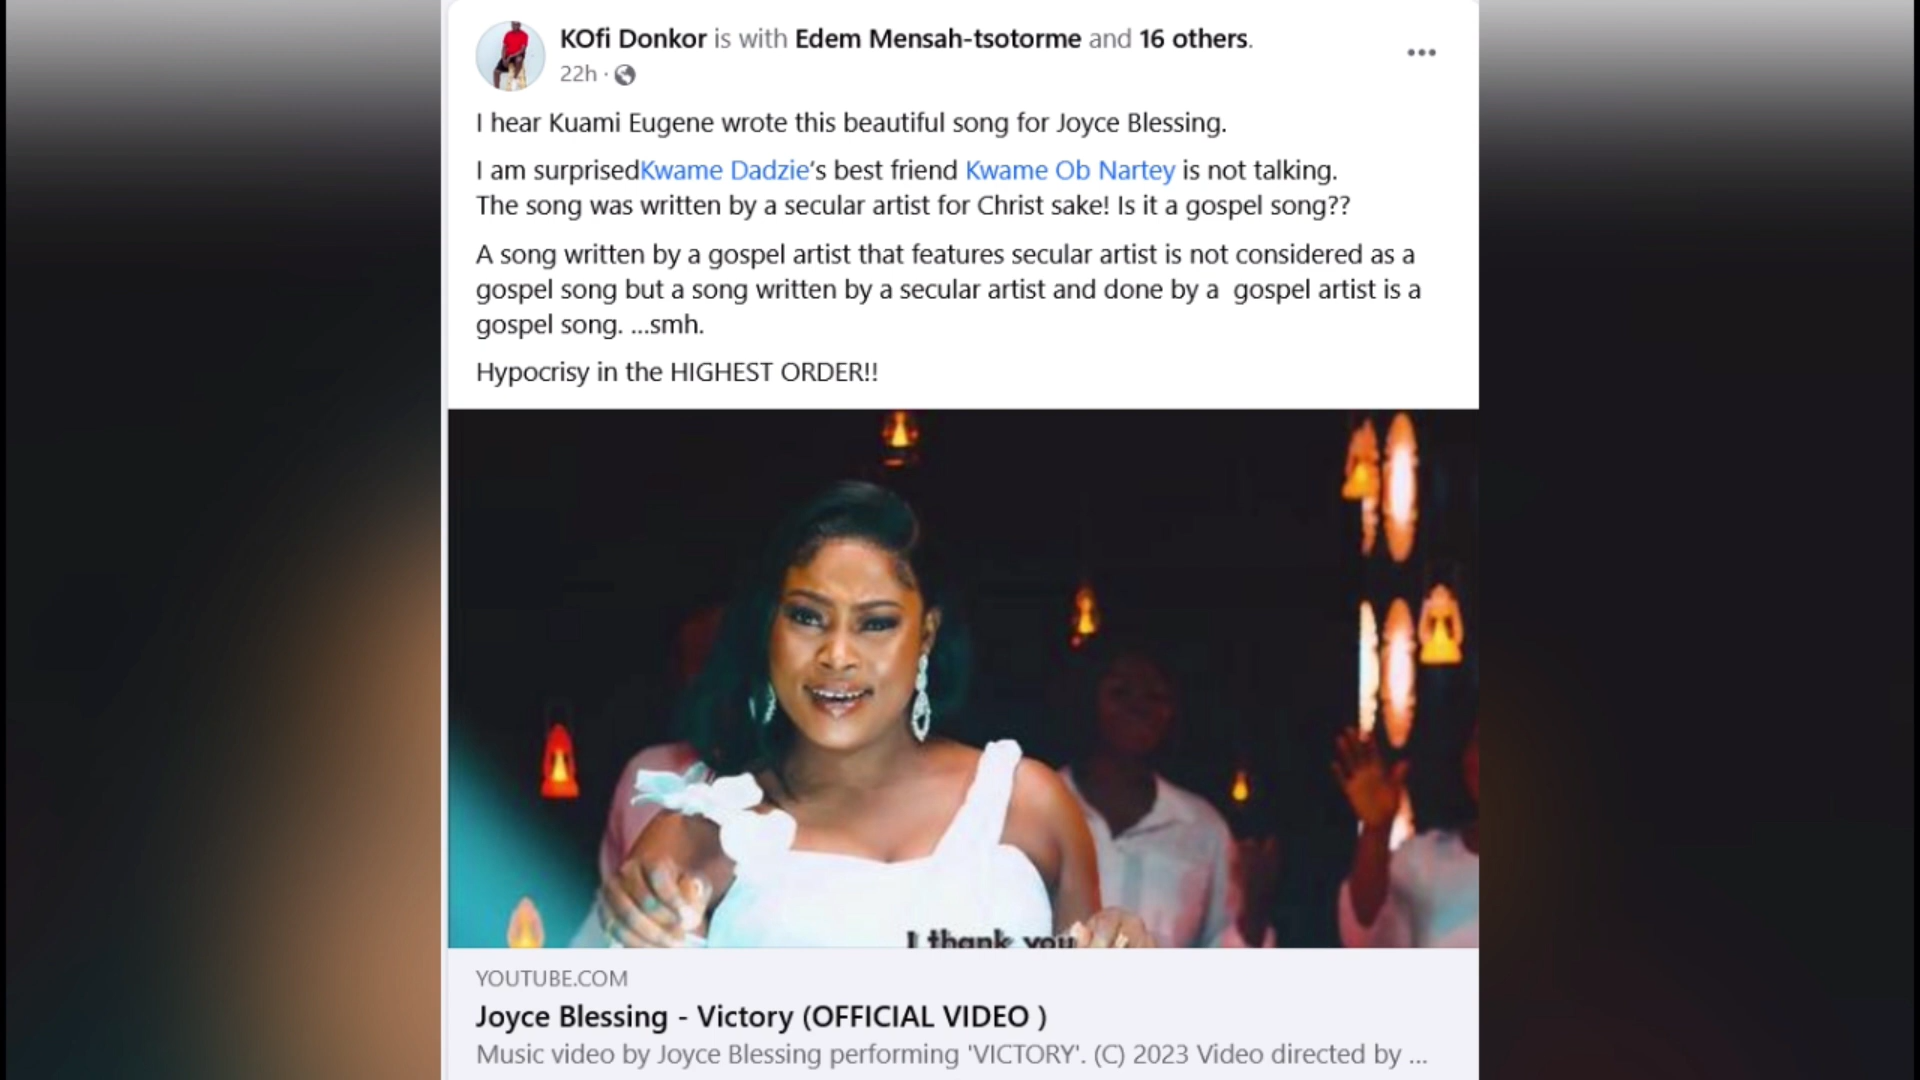 KOfi Donkor is with Edem Mensah-tsotorme and 16 others.
22h ·
I hear Kuami Eugene wrote this beautiful song for Joyce Blessing.
I am surprisedKwame Dadzie's best friend Kwame Ob Nartey is not talking.
The song was written by a secular artist for Christ sake! Is it a gospel song??
A song written by a gospel artist that features secular artist is not considered as a
gospel song but a song written by a secular artist and done by a  gospel artist is a
gospel song. ...smh.
Hypocrisy in the HIGHEST ORDER!!
I thank you
YOUTUBE.COM
Joyce Blessing - Victory (OFFICIAL VIDEO )
Music video by Joyce Blessing performing 'VICTORY'. (C) 2023 Video directed by ...